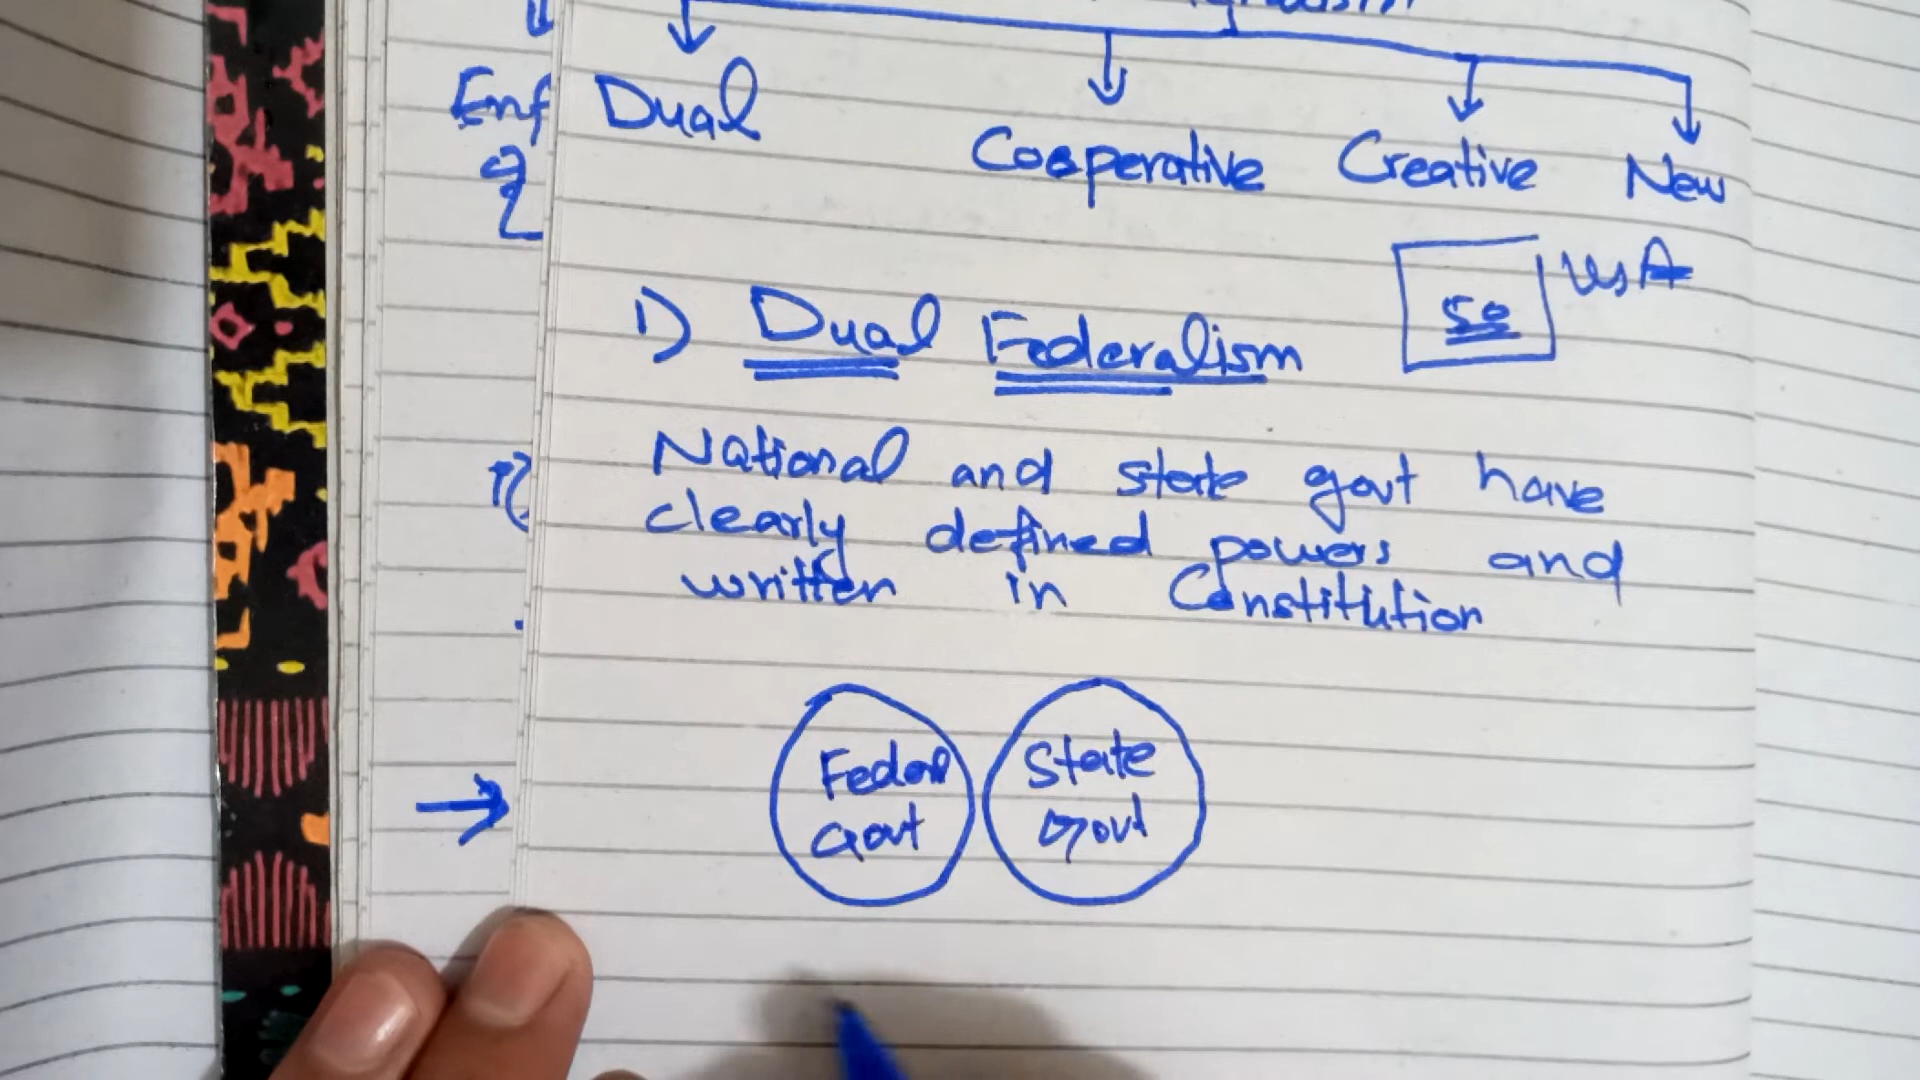 Enf
Dual
Cooperative Creative New
1) Dual Federalism
50 USA
National and state govt have
clearly defined powers and
written in Constitution
Federal State
Govt Govt